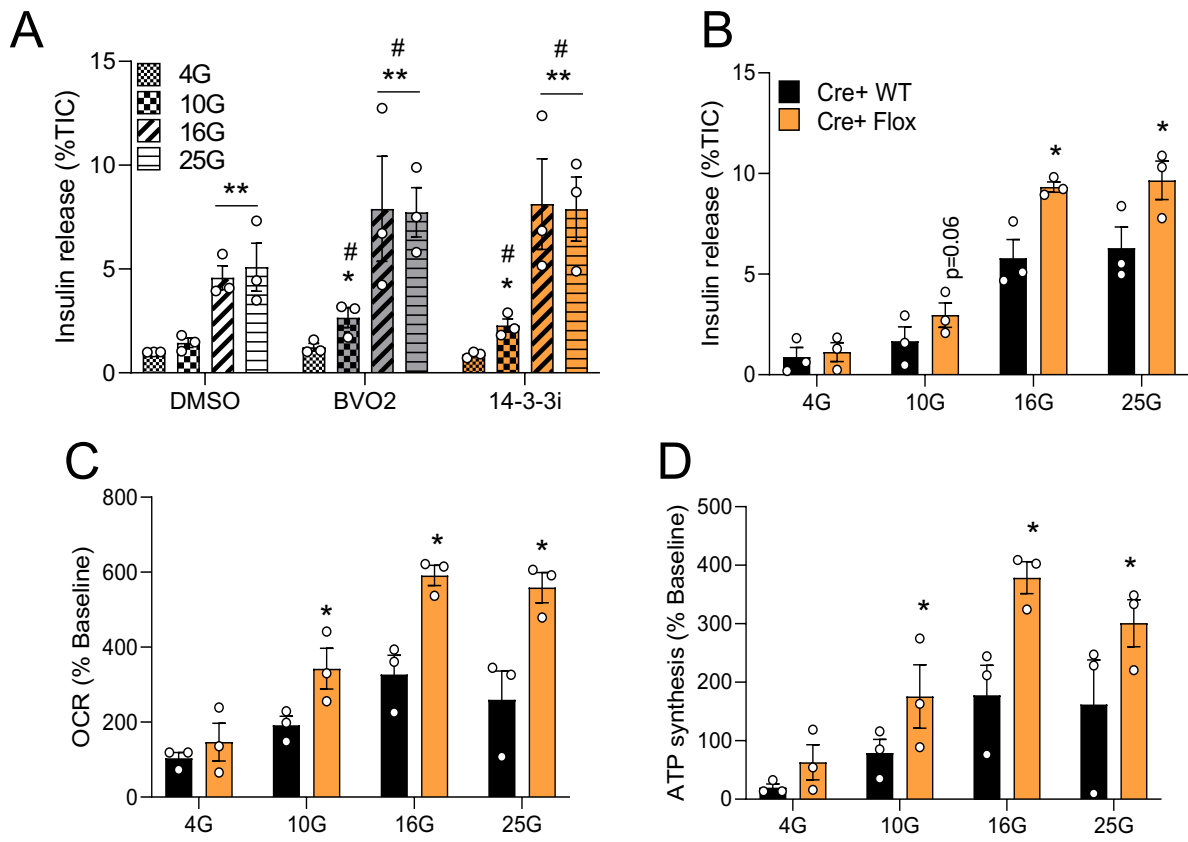 A
Insulin release (%TIC)
15
10
5
0
4G
10G
16G
25G
**
#
*
#
**
#
*
#
**
DMSO
BVO2
14-3-3i
B
Insulin release (%TIC)
15
10
5
0
Cre+ WT
Cre+ Flox
p=0.06
*
*
4G
10G
16G
25G
C
OCR (% Baseline)
800
600
400
200
0
*
*
*
4G
10G
16G
25G
D
ATP synthesis (% Baseline)
500
400
300
200
100
0
*
*
*
4G
10G
16G
25G